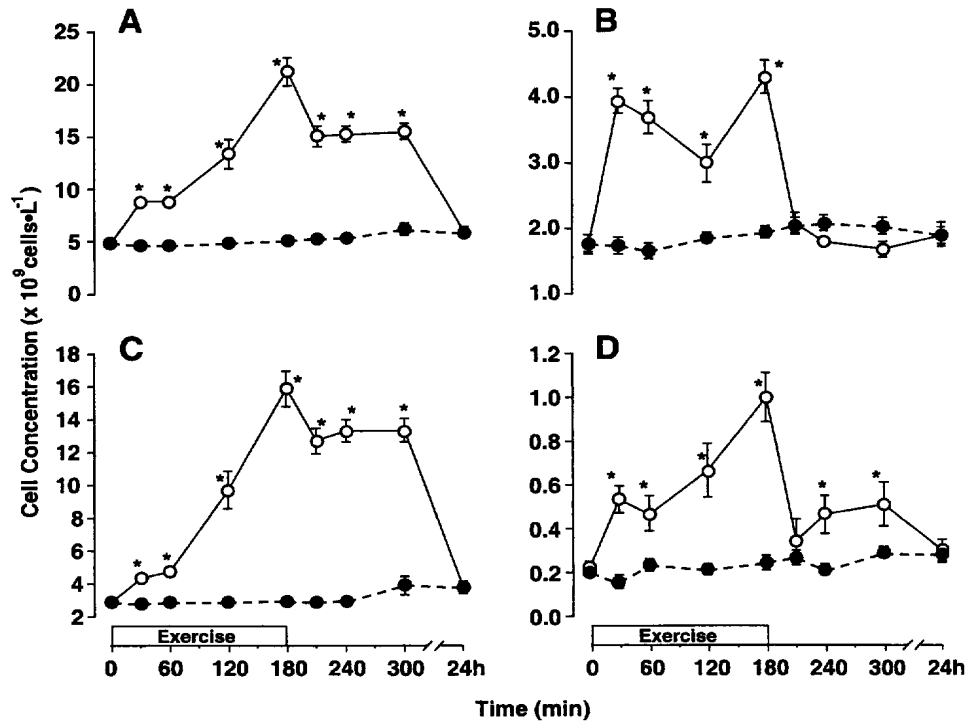 A
25
20
15
10
5
0
B
5.0
4.0
3.0
2.0
1.0
* * * * * * *
* * * *
Cell Concentration (x 10⁹ cells•L⁻¹)
C
18
16
14
12
10
8
6
4
2
D
1.2
1.0
0.8
0.6
0.4
0.2
0.0
* * * * * * *
* * * * * *
Exercise
Exercise
0 60 120 180 240 300 24h
0 60 120 180 240 300 24h
Time (min)